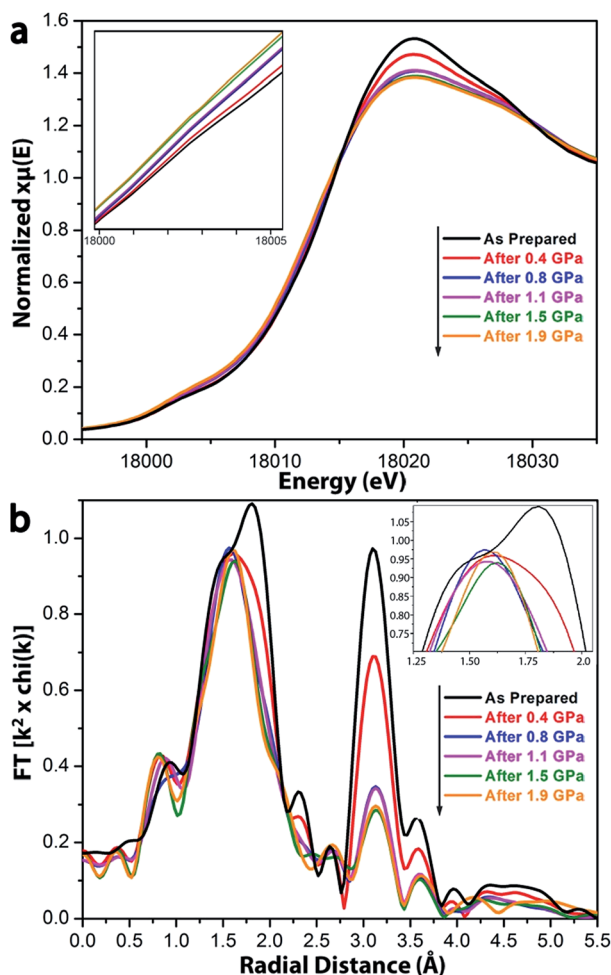 a
1.6
1.4
1.2
1.0
0.8
0.6
0.4
0.2
0.0
Normalized xμ(E)
18000 18005
As Prepared
After 0.4 GPa
After 0.8 GPa
After 1.1 GPa
After 1.5 GPa
After 1.9 GPa
18000 18010 18020 18030
Energy (eV)
b
1.0
0.8
0.6
0.4
0.2
0.0
FT [k² x chi(k)]
1.05
1.00
0.95
0.90
0.85
0.80
0.75
1.25 1.50 1.75 2.0
As Prepared
After 0.4 GPa
After 0.8 GPa
After 1.1 GPa
After 1.5 GPa
After 1.9 GPa
0.0 0.5 1.0 1.5 2.0 2.5 3.0 3.5 4.0 4.5 5.0 5.5
Radial Distance (Å)